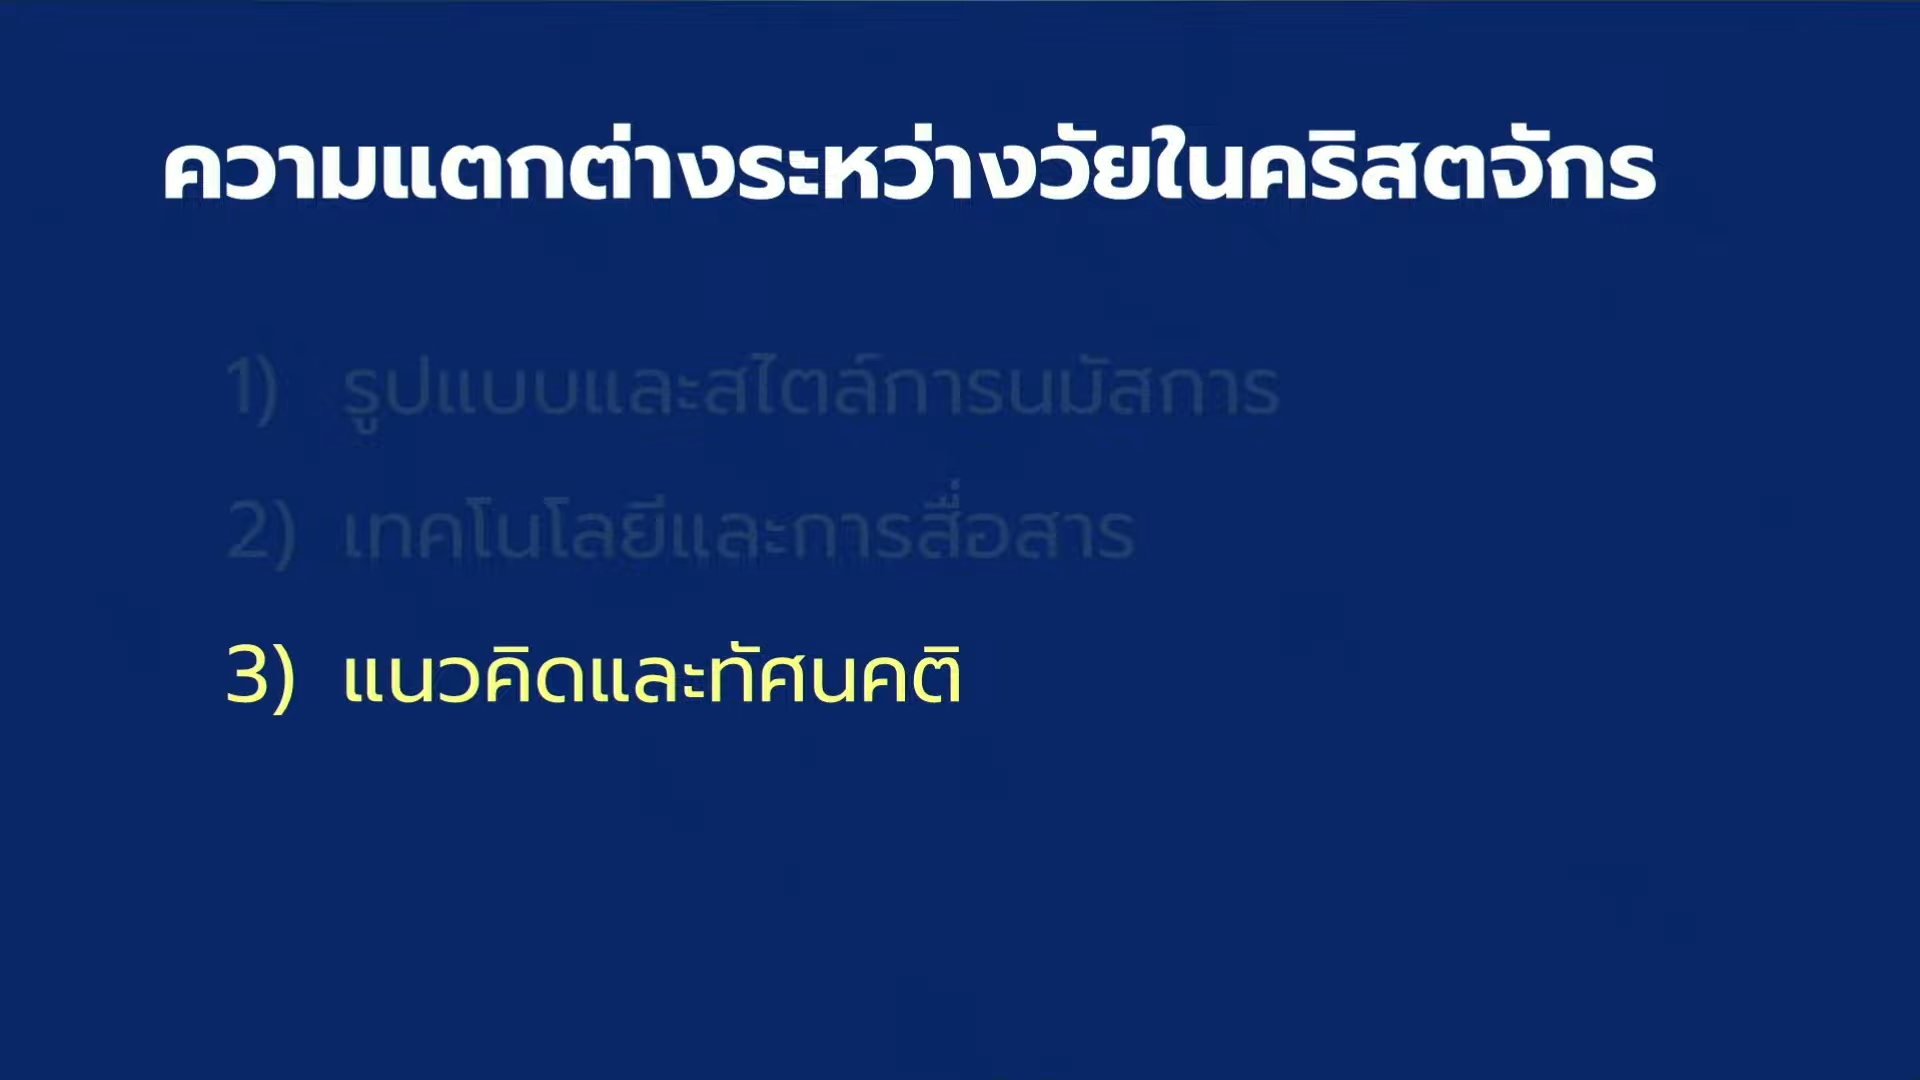 ความแตกต่างระหว่างวัยในคริสตจักร
1) รูปแบบและสไตล์การนมัสการ
2) เทคโนโลยีและการสื่อสาร
3) แนวคิดและทัศนคติ